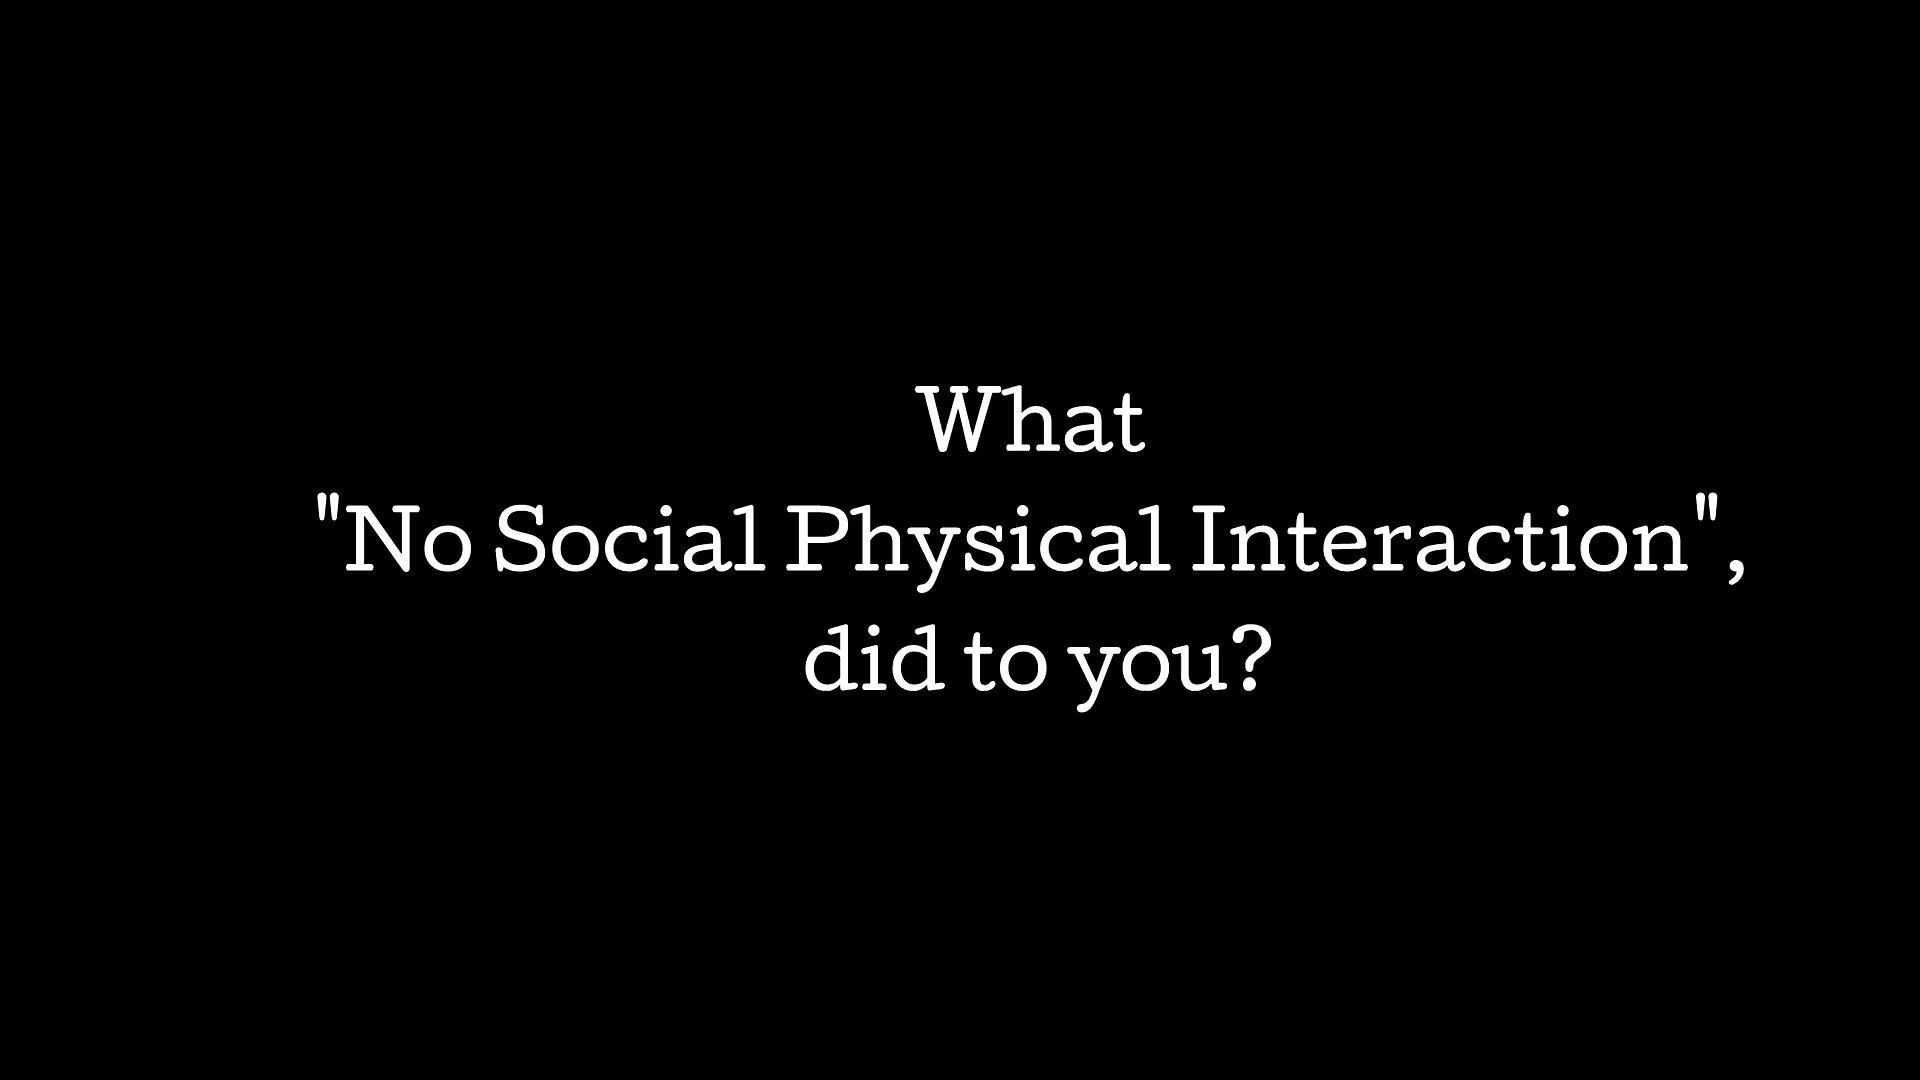 What
"No Social Physical Interaction",
did to you?